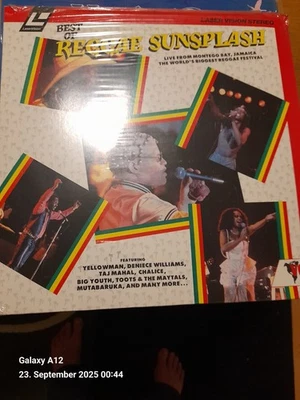 LASER VISION STEREO
BEST
OF
REGGAE SUNSPLASH
LIVE FROM MONTEGO BAY, JAMAICA
THE WORLD'S BIGGEST REGGAE FESTIVAL
FEATURING
YELLOWMAN, DENIECE WILLIAMS,
TAJ MAHAL, CHALICE,
BIG YOUTH, TOOTS & THE MAYTALS,
MUTABARUKA, AND MANY MORE...
Galaxy A12
23. September 2025 00:44